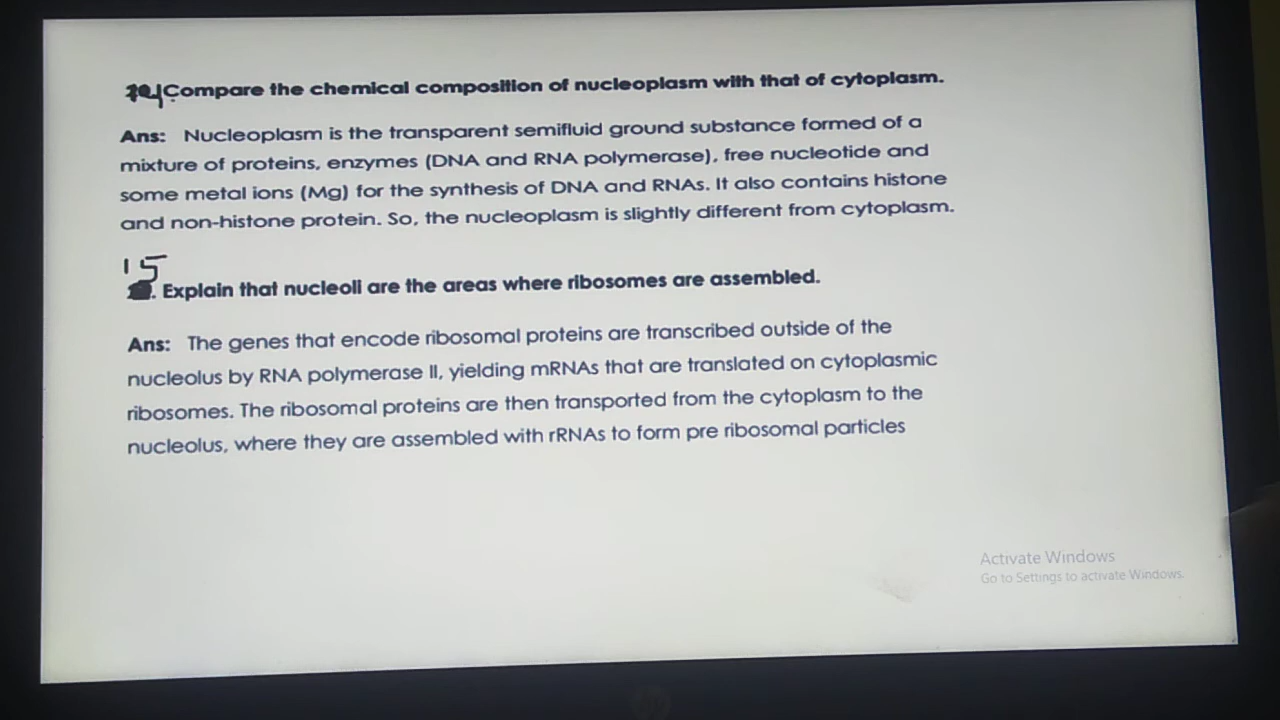 Compare the chemical composition of nucleoplasm with that of cytoplasm.
Ans: Nucleoplasm is the transparent semifluid ground substance formed of a
mixture of proteins, enzymes (DNA and RNA polymerase), free nucleotide and
some metal ions (Mg) for the synthesis of DNA and RNAs. It also contains histone
and non-histone protein. So, the nucleoplasm is slightly different from cytoplasm.
15
. Explain that nucleoli are the areas where ribosomes are assembled.
Ans: The genes that encode ribosomal proteins are transcribed outside of the
nucleolus by RNA polymerase II, yielding mRNAs that are translated on cytoplasmic
ribosomes. The ribosomal proteins are then transported from the cytoplasm to the
nucleolus, where they are assembled with rRNAs to form pre ribosomal particles
Activate Windows
Go to Settings to activate Windows.